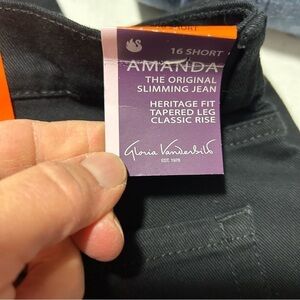 16 SHORT
AMANDA
THE ORIGINAL
SLIMMING JEAN
HERITAGE FIT
TAPERED LEG
CLASSIC RISE
Gloria Vanderbilt
EST. 1976